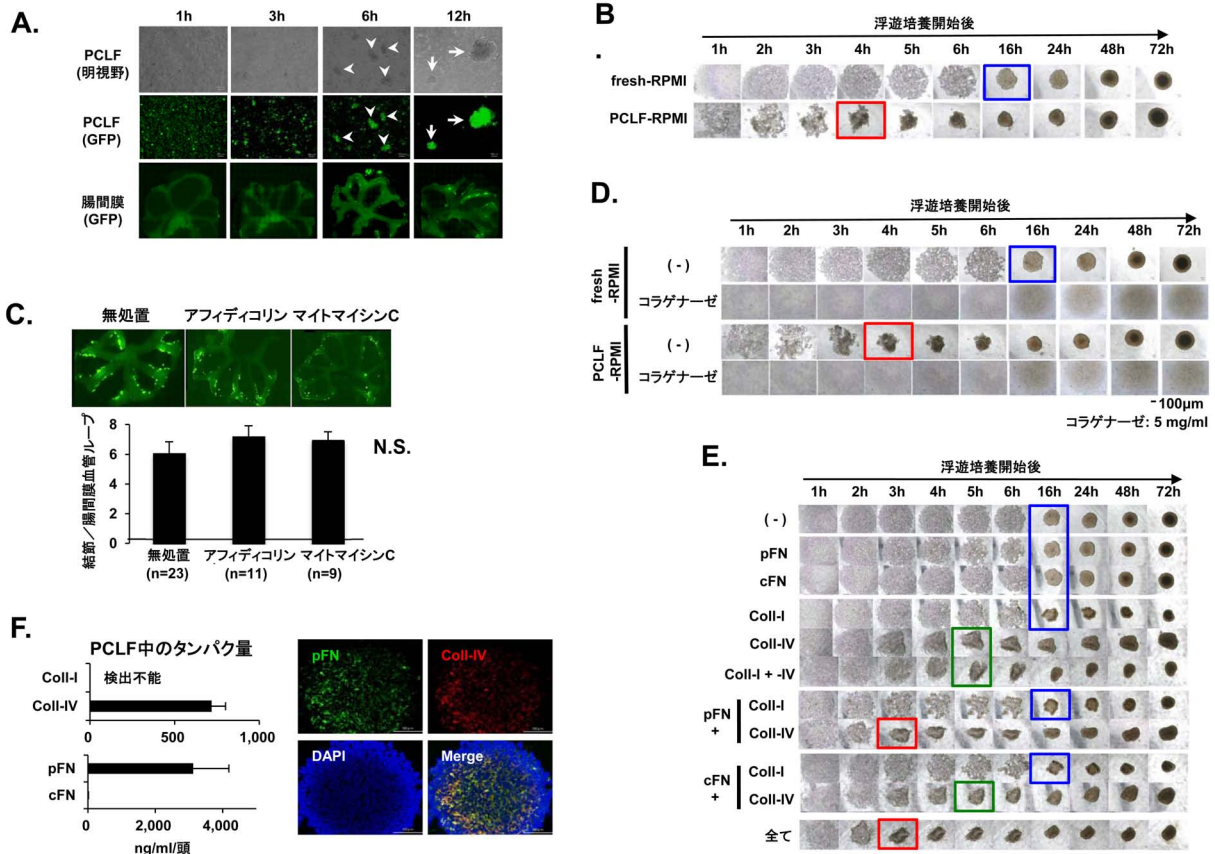 A.
1h 3h 6h 12h
PCLF
(明視野)
PCLF
(GFP)
腸間膜
(GFP)
B
.
浮遊培養開始後
1h 2h 3h 4h 5h 6h 16h 24h 48h 72h
fresh-RPMI
PCLF-RPMI
C.
無処置 アフィディコリン マイトマイシンC
結節／腸間膜血管ループ
8
6
4
2
0
N.S.
無処置 アフィディコリン マイトマイシンC
(n=23) (n=11) (n=9)
D.
浮遊培養開始後
1h 2h 3h 4h 5h 6h 16h 24h 48h 72h
fresh
-RPMI
( - )
コラゲナーゼ
PCLF
-RPMI
( - )
コラゲナーゼ
100μm
コラゲナーゼ: 5 mg/ml
E.
浮遊培養開始後
1h 2h 3h 4h 5h 6h 16h 24h 48h 72h
( - )
pFN
cFN
Coll-I
Coll-IV
Coll-I + -IV
pFN
+
Coll-I
Coll-IV
cFN
+
Coll-I
Coll-IV
全て
F.
PCLF中のタンパク量
Coll-I 検出不能
Coll-IV
0 500 1,000
pFN
cFN
0 2,000 4,000
ng/ml/頭
pFN Coll-IV
DAPI Merge